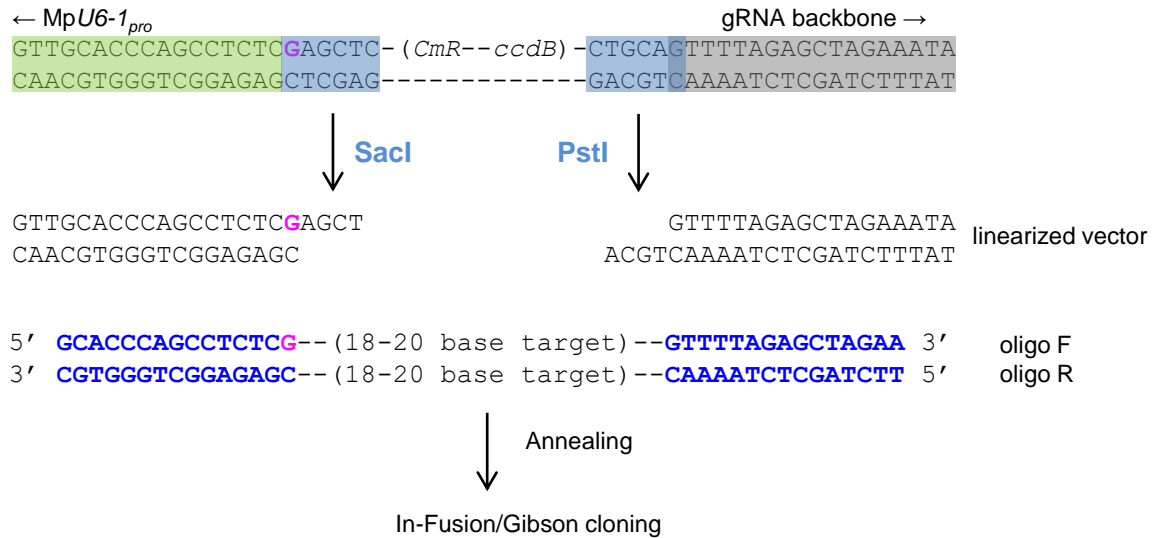 ← MpU6-1pro gRNA backbone →
GTTGCACCCAGCCTCTCGAGCTC-(CmR--ccdB)-CTGCAGTTTTAGAGCTAGAAATA
CAACGTGGGTCGGAGAGCTCGAG-------------GACGTCAAAATCTCGATCTTTAT
SacI PstI
GTTGCACCCAGCCTCTCGAGCT GTTTTAGAGCTAGAAATA
CAACGTGGGTCGGAGAGC ACGTCAAAATCTCGATCTTTAT
linearized vector
5' GCACCCAGCCTCTCG--(18-20 base target)--GTTTTAGAGCTAGAA 3' oligo F
3' CGTGGGTCGGAGAGC--(18-20 base target)--CAAAATCTCGATCTT 5' oligo R
Annealing
In-Fusion/Gibson cloning